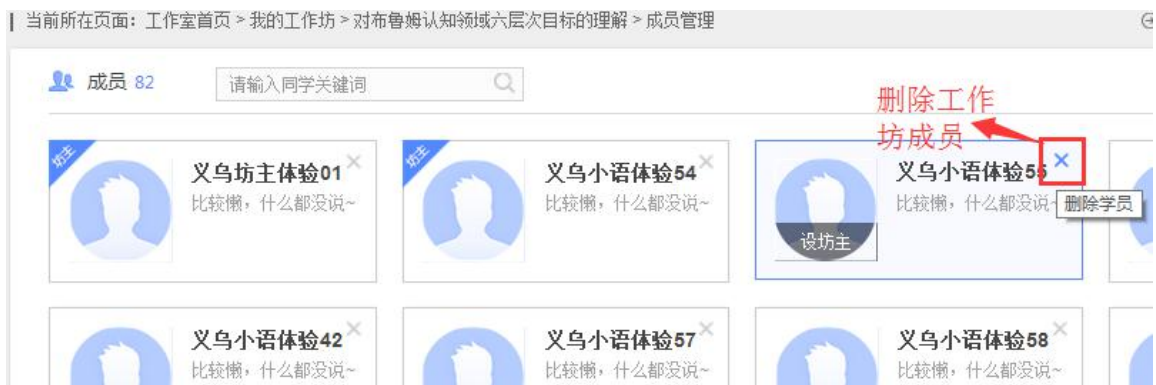 当前所在页面：工作室首页 > 我的工作坊 > 对布鲁姆认知领域六层次目标的理解 > 成员管理
成员 82
请输入同学关键词
删除工作
坊成员
坊主
义乌坊主体验01
比较懒，什么都没说~
坊主
义乌小语体验54
比较懒，什么都没说~
义乌小语体验55
比较懒，什么都没说~
删除学员
设坊主
义乌小语体验42
比较懒，什么都没说~
义乌小语体验57
比较懒，什么都没说~
义乌小语体验58
比较懒，什么都没说~